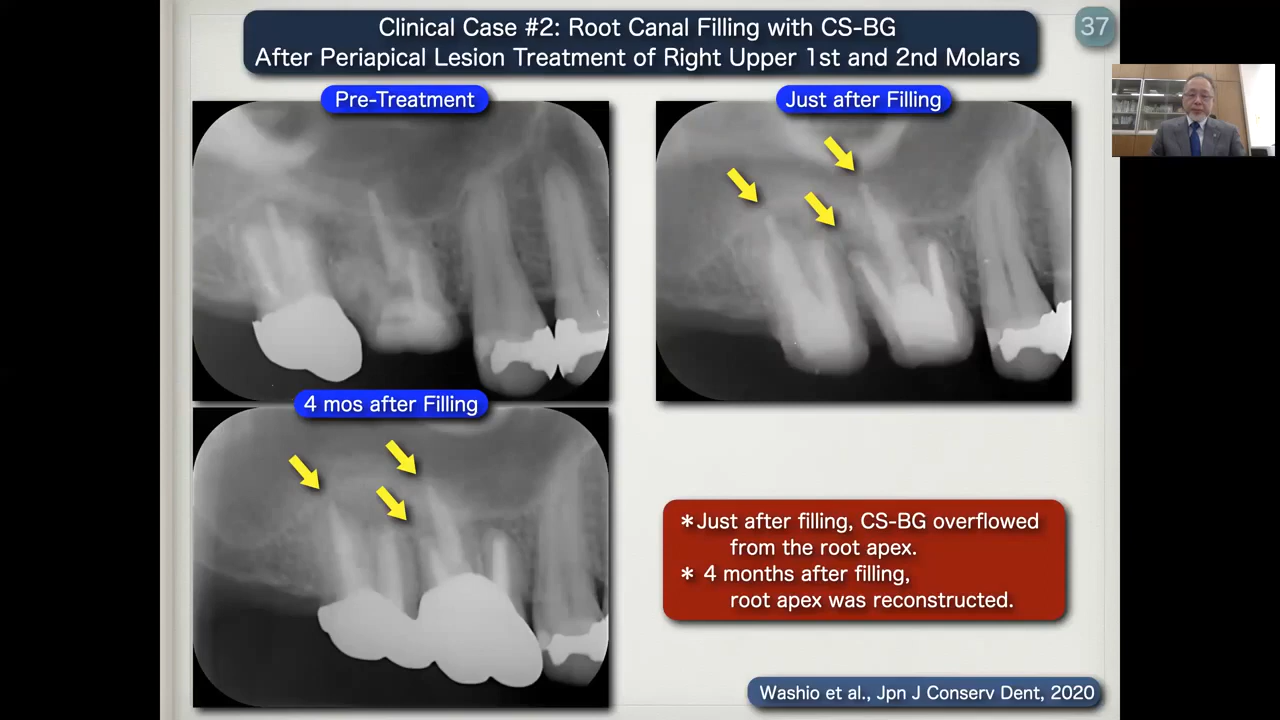 Clinical Case #2: Root Canal Filling with CS-BG
After Periapical Lesion Treatment of Right Upper 1st and 2nd Molars
37
Pre-Treatment
Just after Filling
4 mos after Filling
*Just after filling, CS-BG overflowed
from the root apex.
* 4 months after filling,
root apex was reconstructed.
Washio et al., Jpn J Conserv Dent, 2020